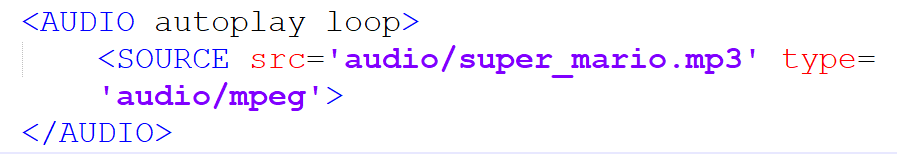 <AUDIO autoplay loop>
<SOURCE src='audio/super_mario.mp3' type=
'audio/mpeg'>
</AUDIO>